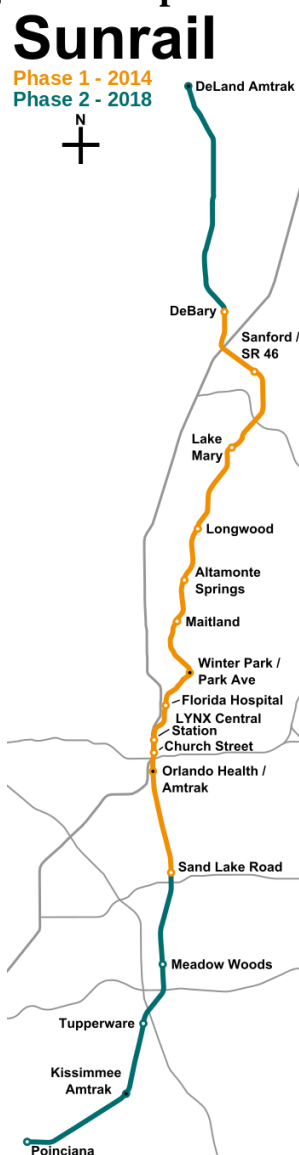 Sunrail
Phase 1 - 2014
Phase 2 - 2018
N
DeLand Amtrak
DeBary
Sanford /
SR 46
Lake
Mary
Longwood
Altamonte
Springs
Maitland
Winter Park /
Park Ave
Florida Hospital
LYNX Central
Station
Church Street
Orlando Health /
Amtrak
Sand Lake Road
Meadow Woods
Tupperware
Kissimmee
Amtrak
Poinciana